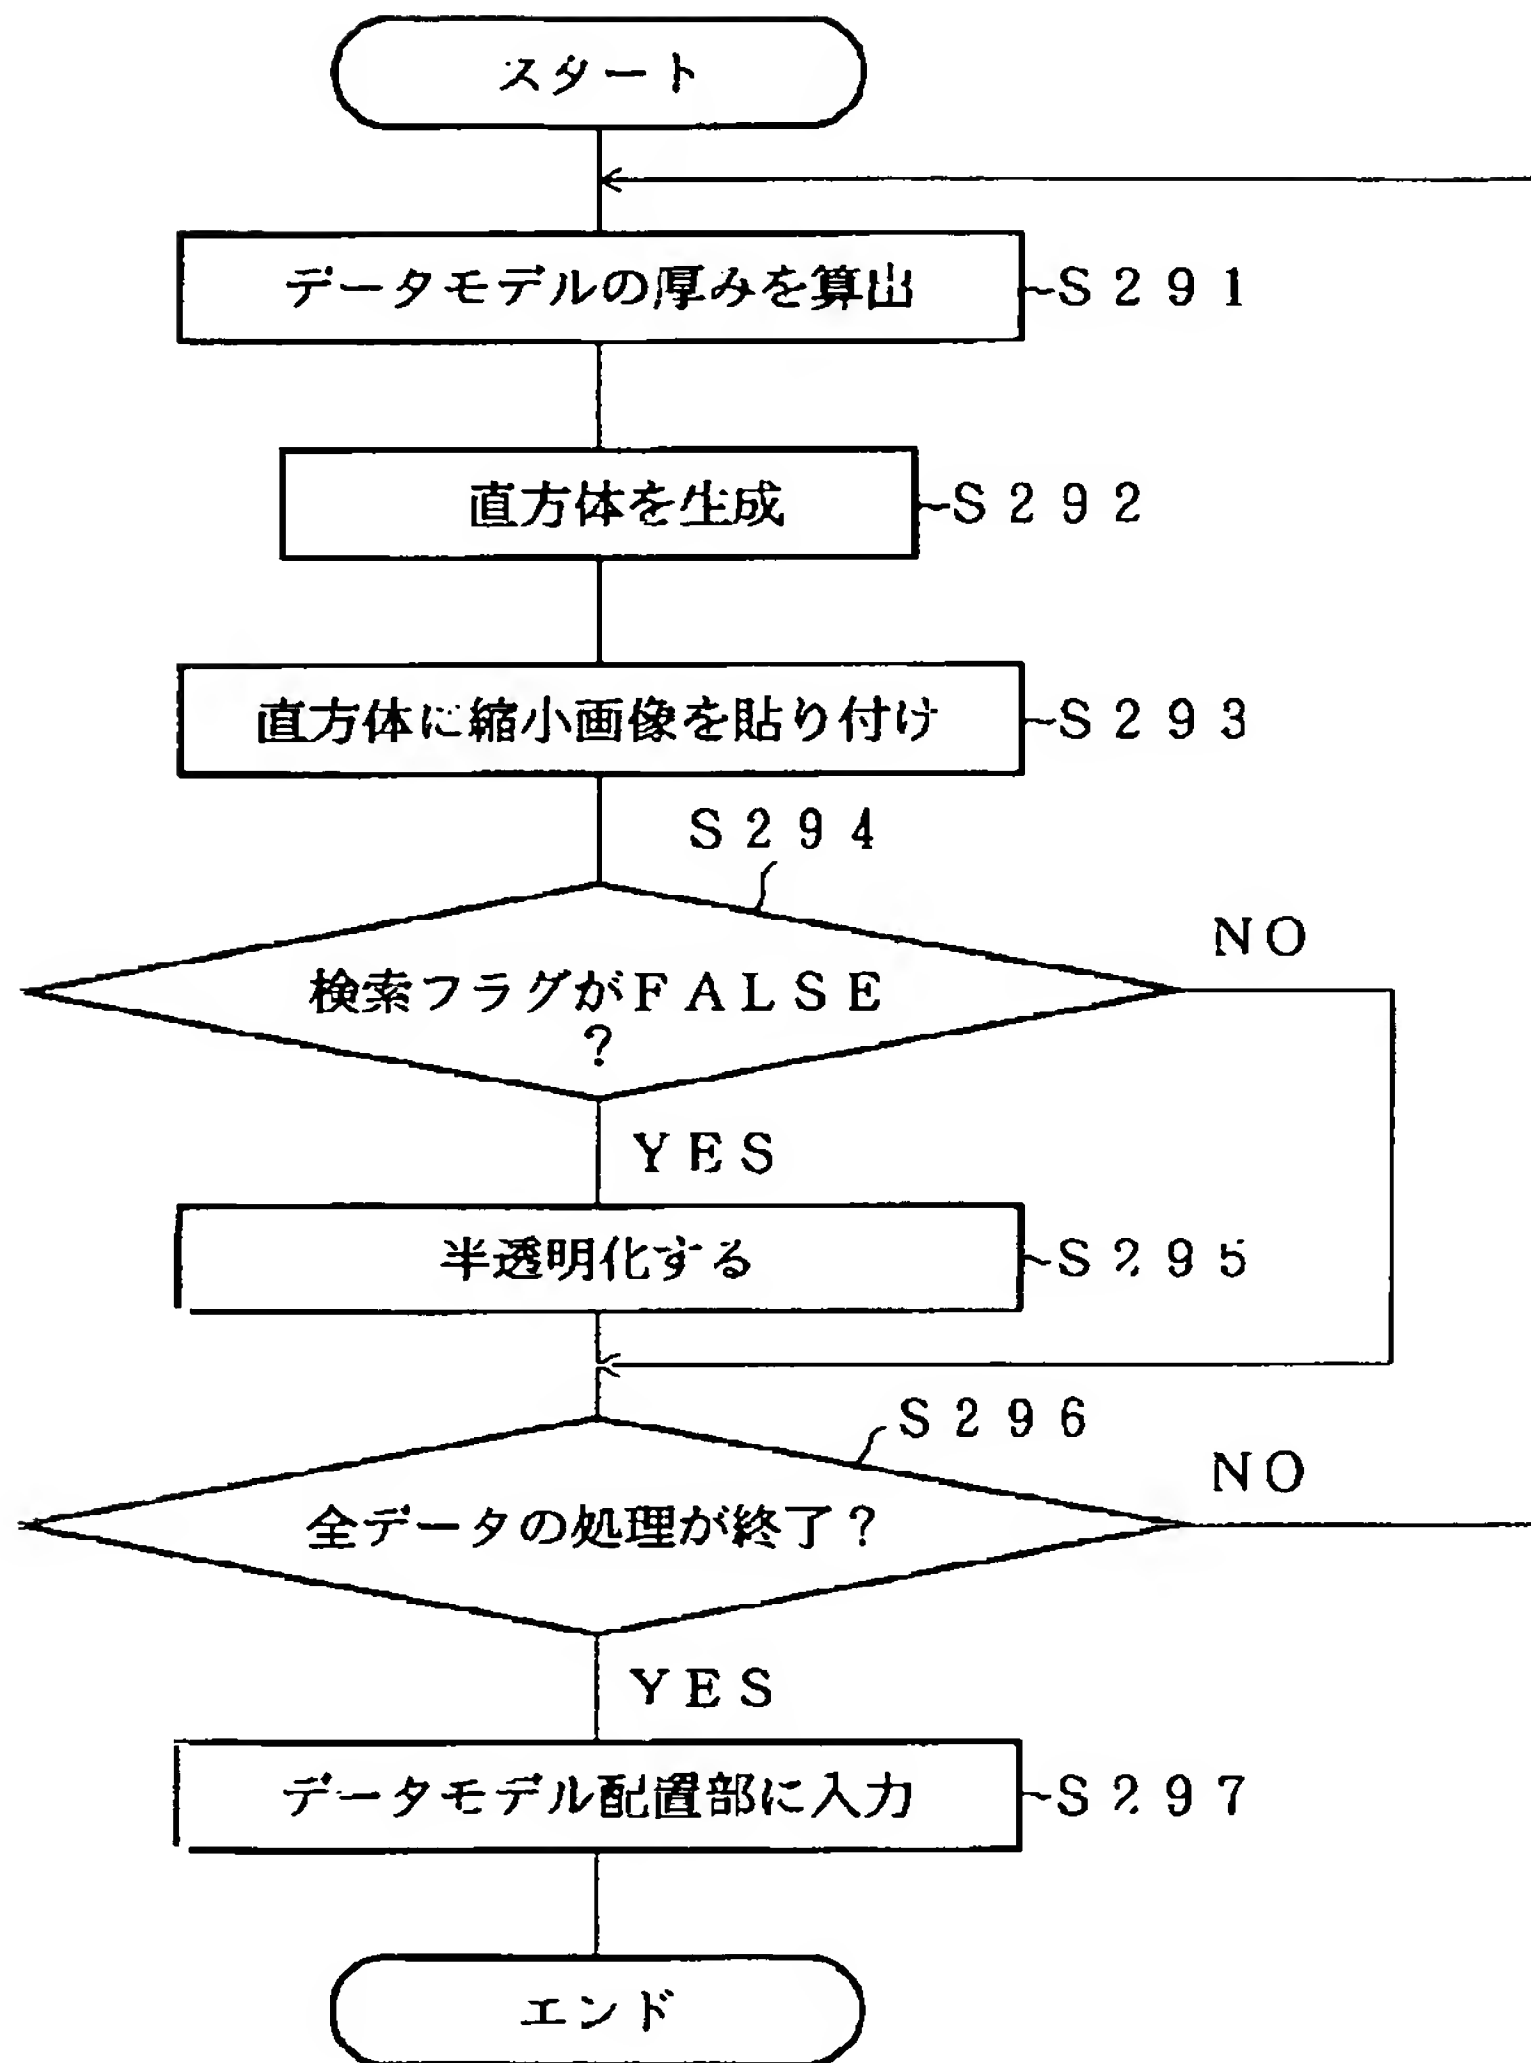 スタート
データモデルの厚みを算出
S291
直方体を生成
S292
直方体に縮小画像を貼り付け
S293
S294
NO
検索フラグがFALSE
?
YES
半透明化する
S295
S296
NO
全データの処理が終了?
YES
データモデル配置部に入力
S297
エンド